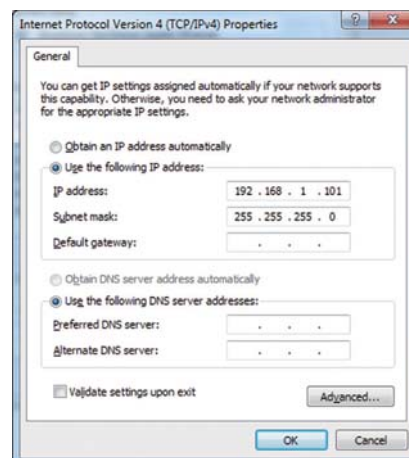 Internet Protocol Version 4 (TCP/IPv4) Properties
General
You can get IP settings assigned automatically if your network supports
this capability. Otherwise, you need to ask your network administrator
for the appropriate IP settings.
Obtain an IP address automatically
Use the following IP address:
IP address: 192 . 168 . 1 . 101
Subnet mask: 255 . 255 . 255 . 0
Default gateway: . . .
Obtain DNS server address automatically
Use the following DNS server addresses:
Preferred DNS server: . . .
Alternate DNS server: . . .
Validate settings upon exit
Advanced...
OK Cancel